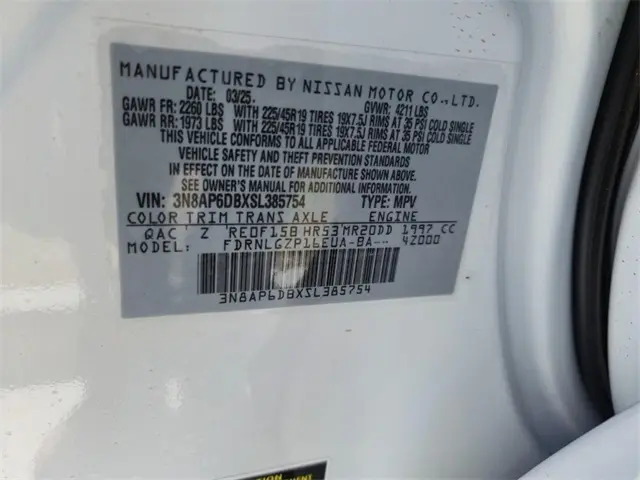 MANUFACTURED BY NISSAN MOTOR CO.,LTD.
DATE: 03/25. GVWR: 4211 LBS
GAWR FR: 2260 LBS WITH 225/45R19 TIRES 19X7.5J RIMS AT 35 PSI COLD SINGLE
GAWR RR: 1973 LBS WITH 225/45R19 TIRES 19X7.5J RIMS AT 35 PSI COLD SINGLE
THIS VEHICLE CONFORMS TO ALL APPLICABLE FEDERAL MOTOR
VEHICLE SAFETY AND THEFT PREVENTION STANDARDS
IN EFFECT ON THE DATE OF MANUFACTURE SHOWN ABOVE.
SEE OWNER'S MANUAL FOR ADDITIONAL INFORMATION
VIN: 3N8AP6DBXSL385754 TYPE: MPV
COLOR TRIM TRANS AXLE ENGINE
QAC Z RE0F15B HR53 MR20DD 1997 CC
MODEL: FDRNLGZP16EUA-BA--- 4Z000
3N8AP6DBXSL385754